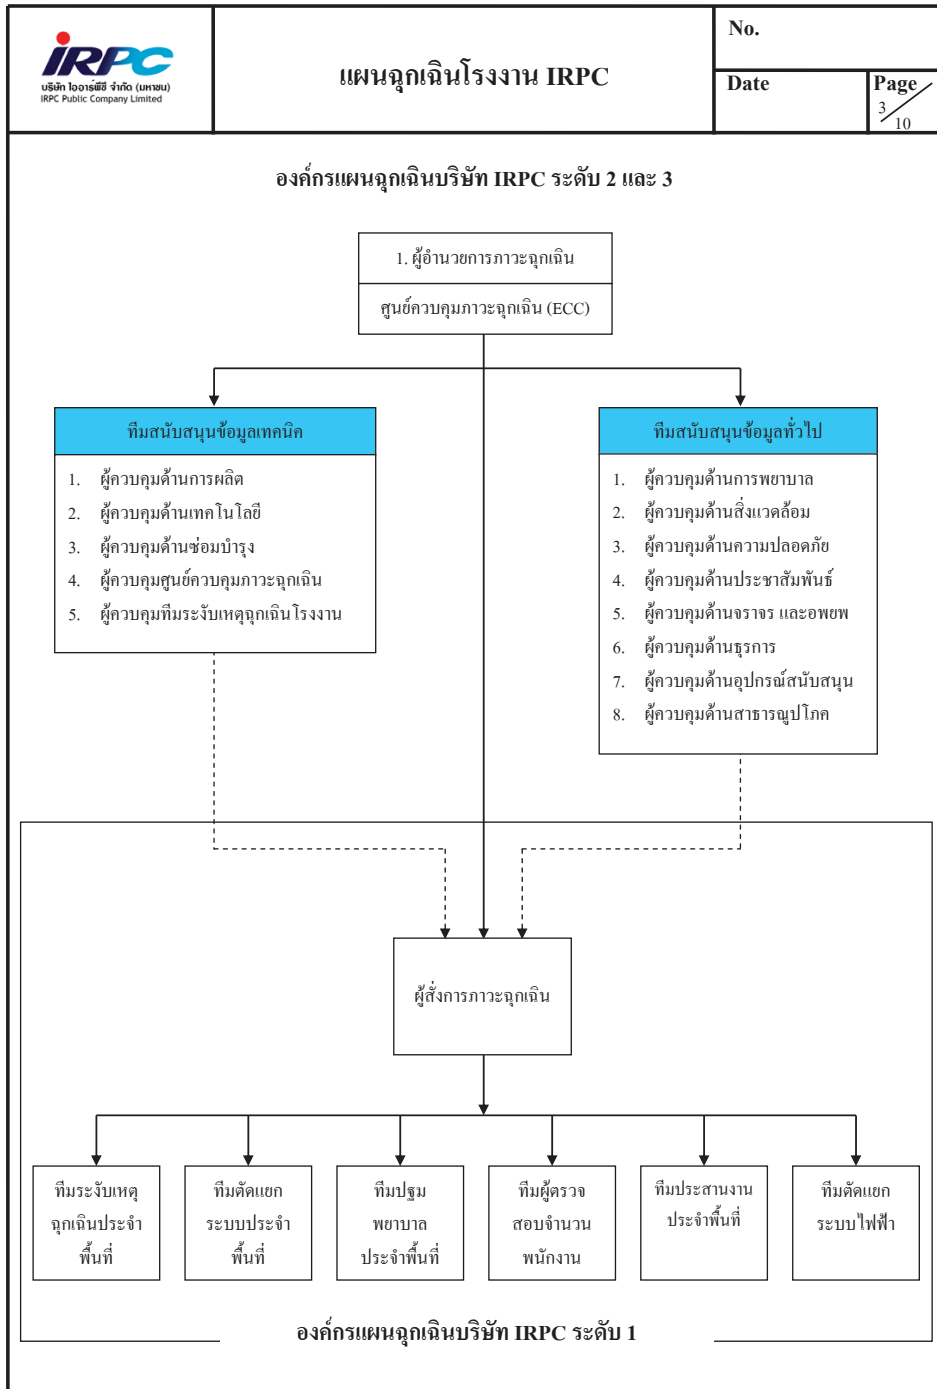 IRPC
บริษัท ไออาร์พีซี จำกัด (มหาชน)
IRPC Public Company Limited
แผนฉุกเฉินโรงงาน IRPC
No.
Date
Page
3/10
องค์กรแผนฉุกเฉินบริษัท IRPC ระดับ 2 และ 3
1. ผู้อำนวยการภาวะฉุกเฉิน
ศูนย์ควบคุมภาวะฉุกเฉิน (ECC)
ทีมสนับสนุนข้อมูลเทคนิค
1. ผู้ควบคุมด้านการผลิต
2. ผู้ควบคุมด้านเทคโนโลยี
3. ผู้ควบคุมด้านซ่อมบำรุง
4. ผู้ควบคุมศูนย์ควบคุมภาวะฉุกเฉิน
5. ผู้ควบคุมทีมระงับเหตุฉุกเฉินโรงงาน
ทีมสนับสนุนข้อมูลทั่วไป
1. ผู้ควบคุมด้านการพยาบาล
2. ผู้ควบคุมด้านสิ่งแวดล้อม
3. ผู้ควบคุมด้านความปลอดภัย
4. ผู้ควบคุมด้านประชาสัมพันธ์
5. ผู้ควบคุมด้านจราจร และอพยพ
6. ผู้ควบคุมด้านธุรการ
7. ผู้ควบคุมด้านอุปกรณ์สนับสนุน
8. ผู้ควบคุมด้านสาธารณูปโภค
ผู้สั่งการภาวะฉุกเฉิน
ทีมระงับเหตุ
ฉุกเฉินประจำ
พื้นที่
ทีมตัดแยก
ระบบประจำ
พื้นที่
ทีมปฐม
พยาบาล
ประจำพื้นที่
ทีมผู้ตรวจ
สอบจำนวน
พนักงาน
ทีมประสานงาน
ประจำพื้นที่
ทีมตัดแยก
ระบบไฟฟ้า
องค์กรแผนฉุกเฉินบริษัท IRPC ระดับ 1